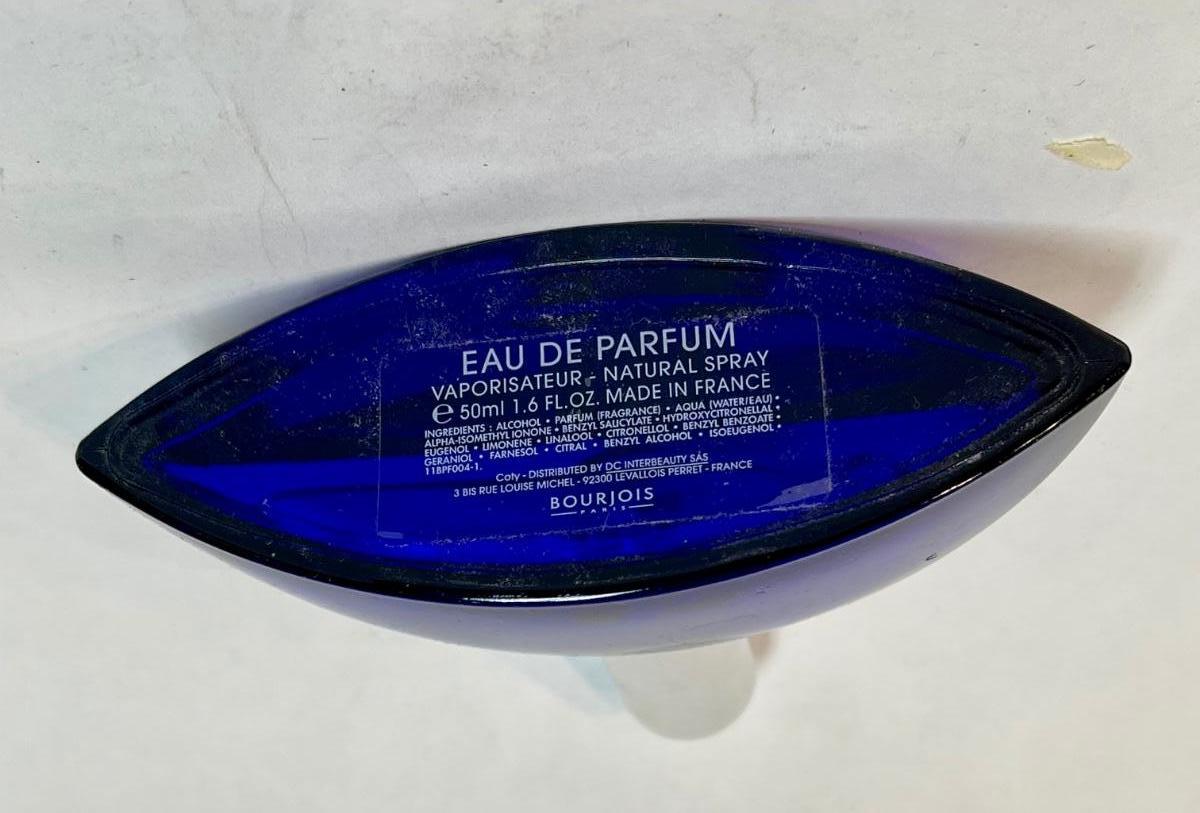 EAU DE PARFUM
VAPORISATEUR - NATURAL SPRAY
℮ 50ml 1.6 FL.OZ. MADE IN FRANCE
INGREDIENTS : ALCOHOL • PARFUM (FRAGRANCE) • AQUA (WATER/EAU) •
ALPHA-ISOMETHYL IONONE • BENZYL SALICYLATE • HYDROXYCITRONELLAL •
EUGENOL • LIMONENE • LINALOOL • CITRONELLOL • BENZYL BENZOATE •
GERANIOL • FARNESOL • CITRAL • BENZYL ALCOHOL • ISOEUGENOL •
11BPF004-1.
Coty - DISTRIBUTED BY DC INTERBEAUTY SAS
3 BIS RUE LOUISE MICHEL - 92300 LEVALLOIS PERRET - FRANCE
BOURJOIS
PARIS